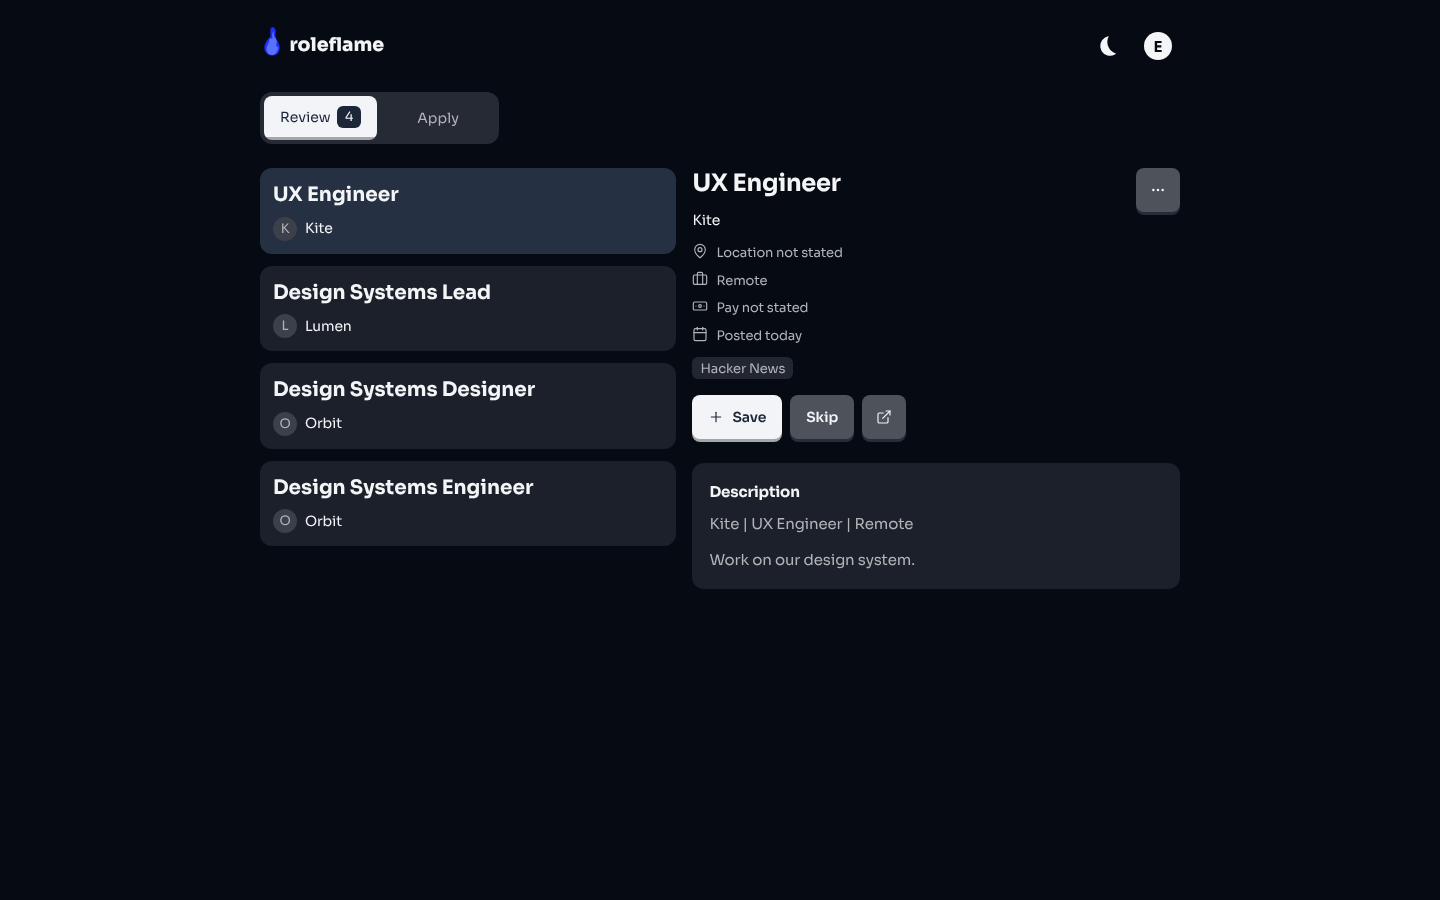 roleflame
E
Review 4
Apply
UX Engineer
K Kite
Design Systems Lead
L Lumen
Design Systems Designer
O Orbit
Design Systems Engineer
O Orbit
UX Engineer
Kite
Location not stated
Remote
Pay not stated
Posted today
Hacker News
Save
Skip
Description
Kite | UX Engineer | Remote
Work on our design system.